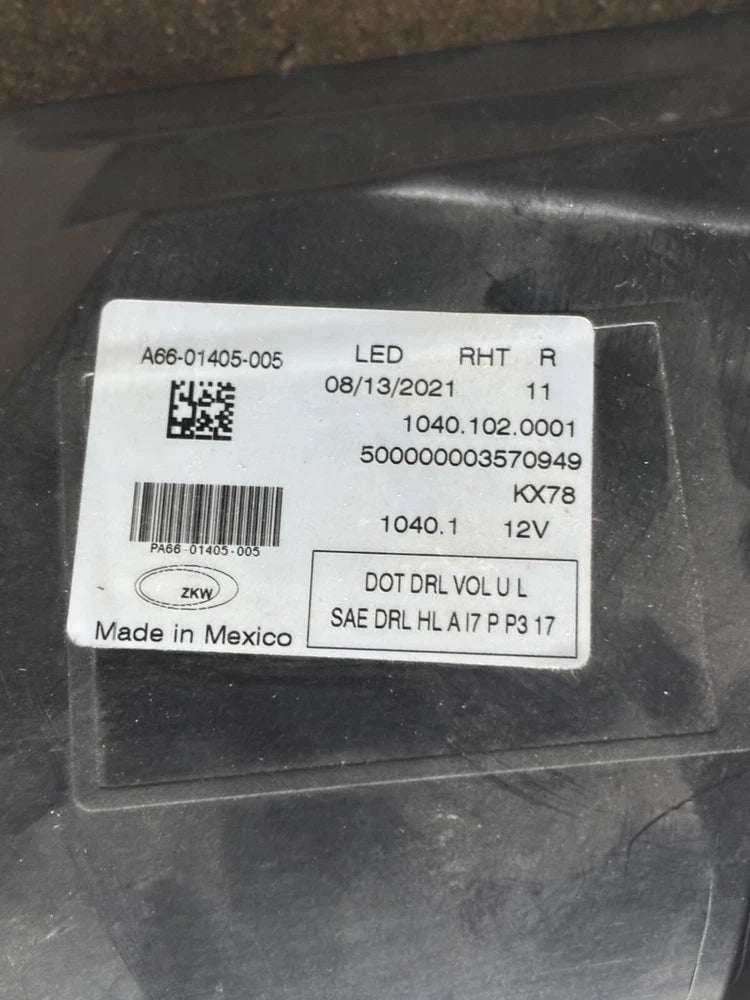 A66-01405-005
LED RHT R
08/13/2021 11
1040.102.0001
500000003570949
KX78
1040.1 12V
PA66-01405-005
ZKW
Made in Mexico
DOT DRL VOL U L
SAE DRL HL A I7 P P3 17